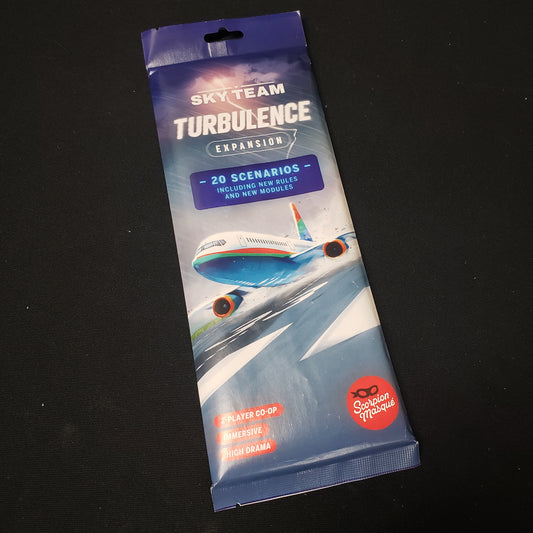 SKY TEAM
TURBULENCE
EXPANSION
- 20 SCENARIOS -
INCLUDING NEW RULES
AND NEW MODULES
2-PLAYER CO-OP
IMMERSIVE
HIGH DRAMA
Scorpion
Masqué